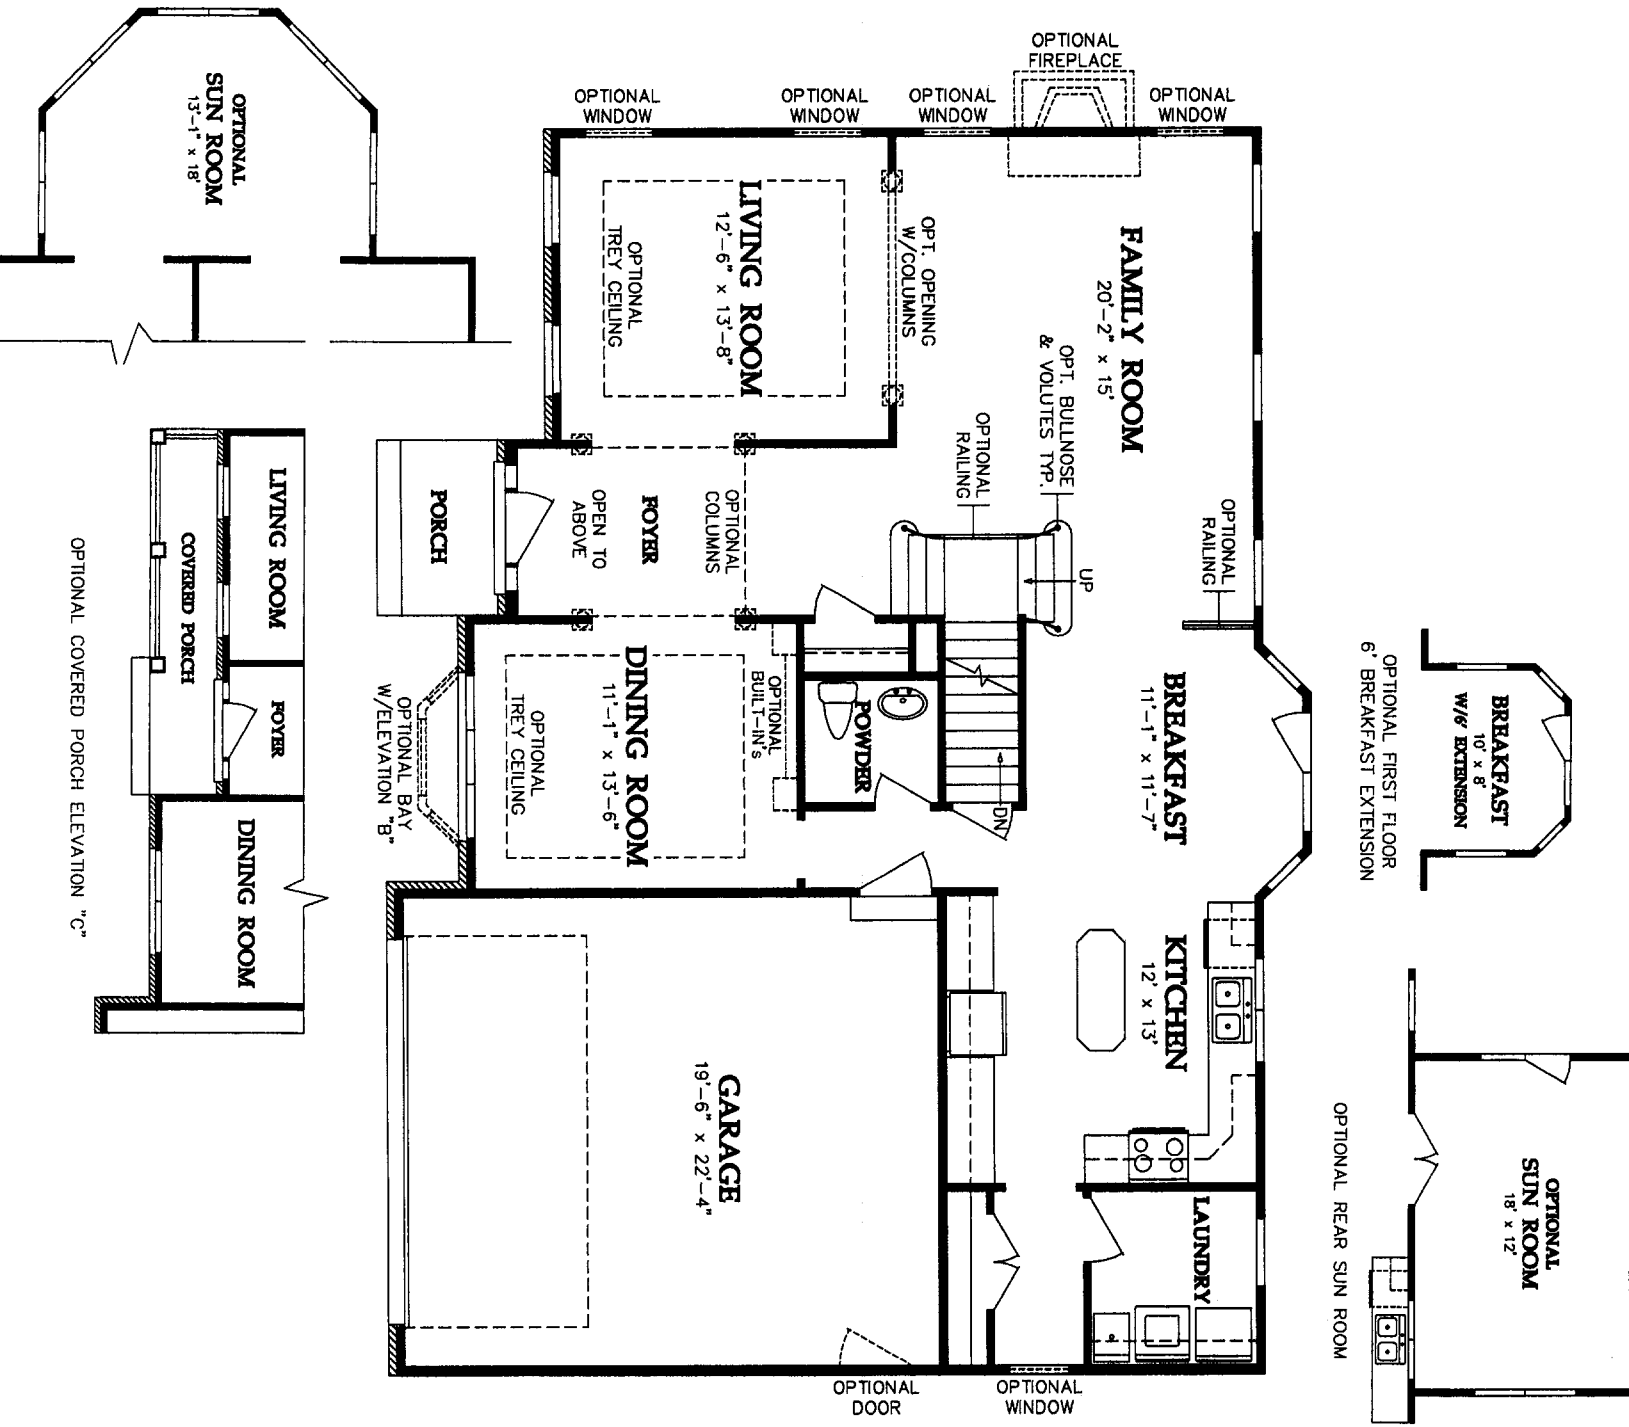 OPTIONAL
SUN ROOM
13'-1" x 18'
OPTIONAL
FIREPLACE
OPTIONAL
WINDOW
OPTIONAL
WINDOW
OPTIONAL
WINDOW
OPTIONAL
WINDOW
LIVING ROOM
12'-6" x 13'-8"
OPTIONAL
TREY CEILING
OPT. OPENING
W/COLUMNS
FAMILY ROOM
20'-2" x 15'
OPT. BULLNOSE
& VOLUTES TYP.
OPTIONAL
RAILING
OPTIONAL
RAILING
UP
PORCH
OPEN TO
ABOVE
FOYER
OPTIONAL
COLUMNS
DINING ROOM
11'-1" x 13'-6"
OPTIONAL
TREY CEILING
OPTIONAL
BUILT-IN's
OPTIONAL BAY
W/ELEVATION "B"
POWDER
DN
BREAKFAST
11'-1" x 11'-7"
KITCHEN
12' x 13'
GARAGE
19'-6" x 22'-4"
LAUNDRY
OPTIONAL
DOOR
OPTIONAL
WINDOW
LIVING ROOM
COVERED PORCH
FOYER
DINING ROOM
OPTIONAL COVERED PORCH ELEVATION "C"
BREAKFAST
10' x 8'
W/6' EXTENSION
OPTIONAL FIRST FLOOR
6' BREAKFAST EXTENSION
OPTIONAL
SUN ROOM
18' x 12'
OPTIONAL REAR SUN ROOM